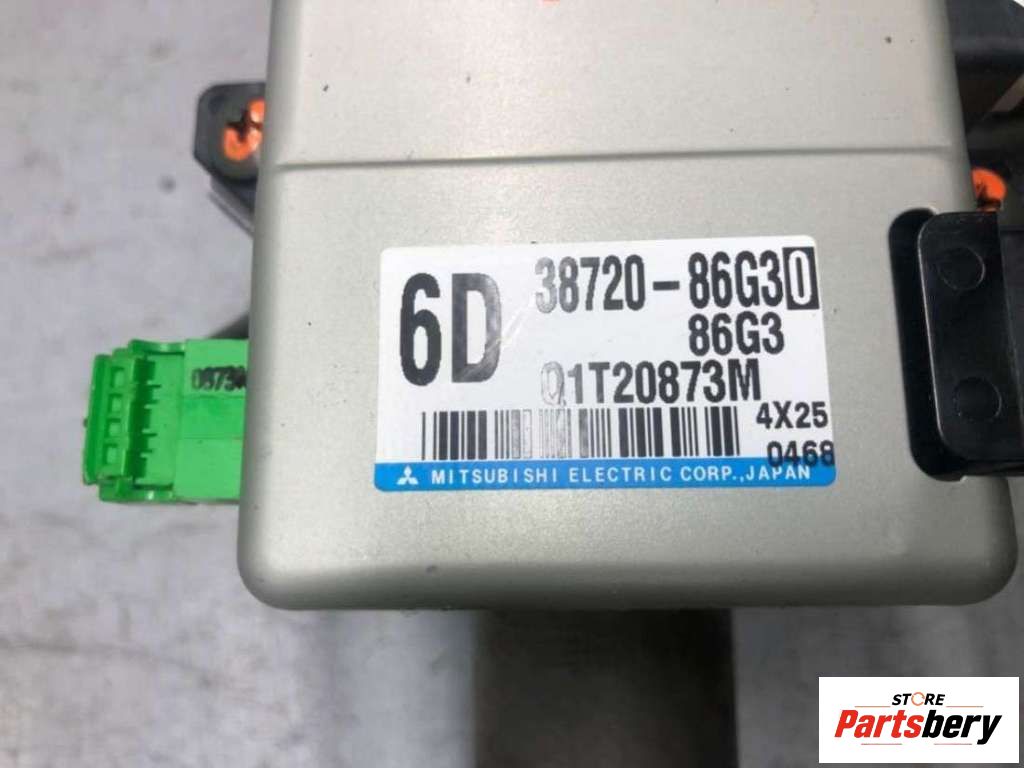 6D
38720-86G30
86G3
Q1T20873M
4X25
0468
MITSUBISHI ELECTRIC CORP., JAPAN
STORE
Partsbery